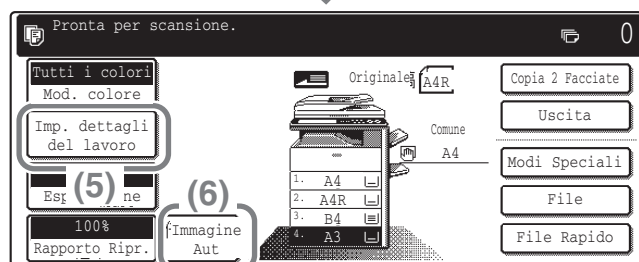 Pronta per scansione.
0
Tutti i colori
Mod. colore
Imp. dettagli
del lavoro
(5)
100%
Rapporto Ripr.
(6)
Immagine
Aut
Originale
A4R
Comune
A4
1. A4
2. A4R
3. B4
4. A3
Copia 2 Facciate
Uscita
Modi Speciali
File
File Rapido